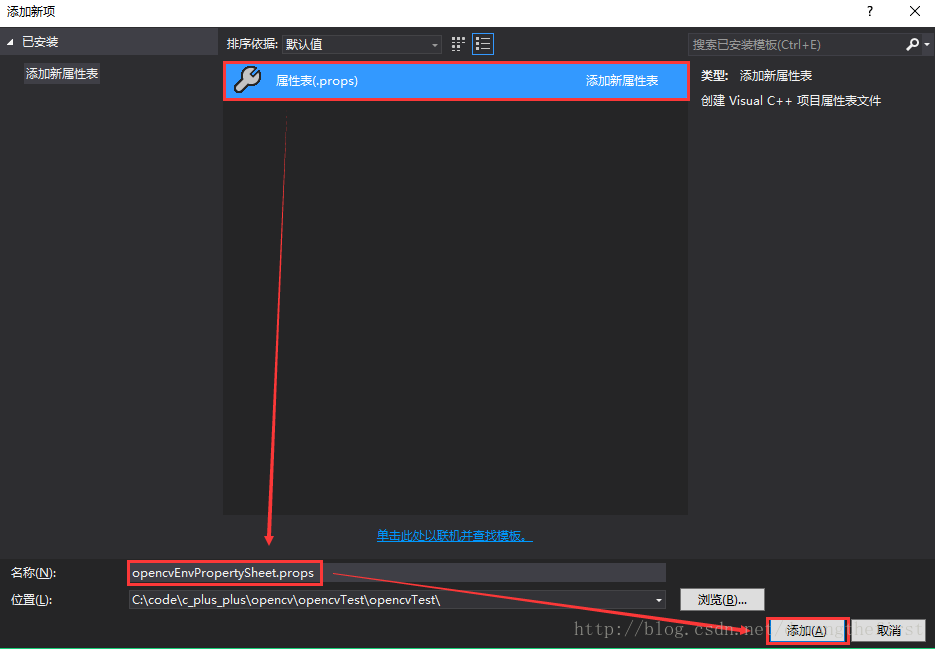 添加新项
?
已安装
添加新属性表
排序依据: 默认值
搜索已安装模板(Ctrl+E)
属性表(.props) 添加新属性表
类型: 添加新属性表
创建 Visual C++ 项目属性表文件
单击此处以联机并查找模板。
名称(N):
opencvEnvPropertySheet.props
位置(L):
C:\code\c_plus_plus\opencv\opencvTest\opencvTest\
浏览(B)...
添加(A)
取消
http://blog.csdn.net/